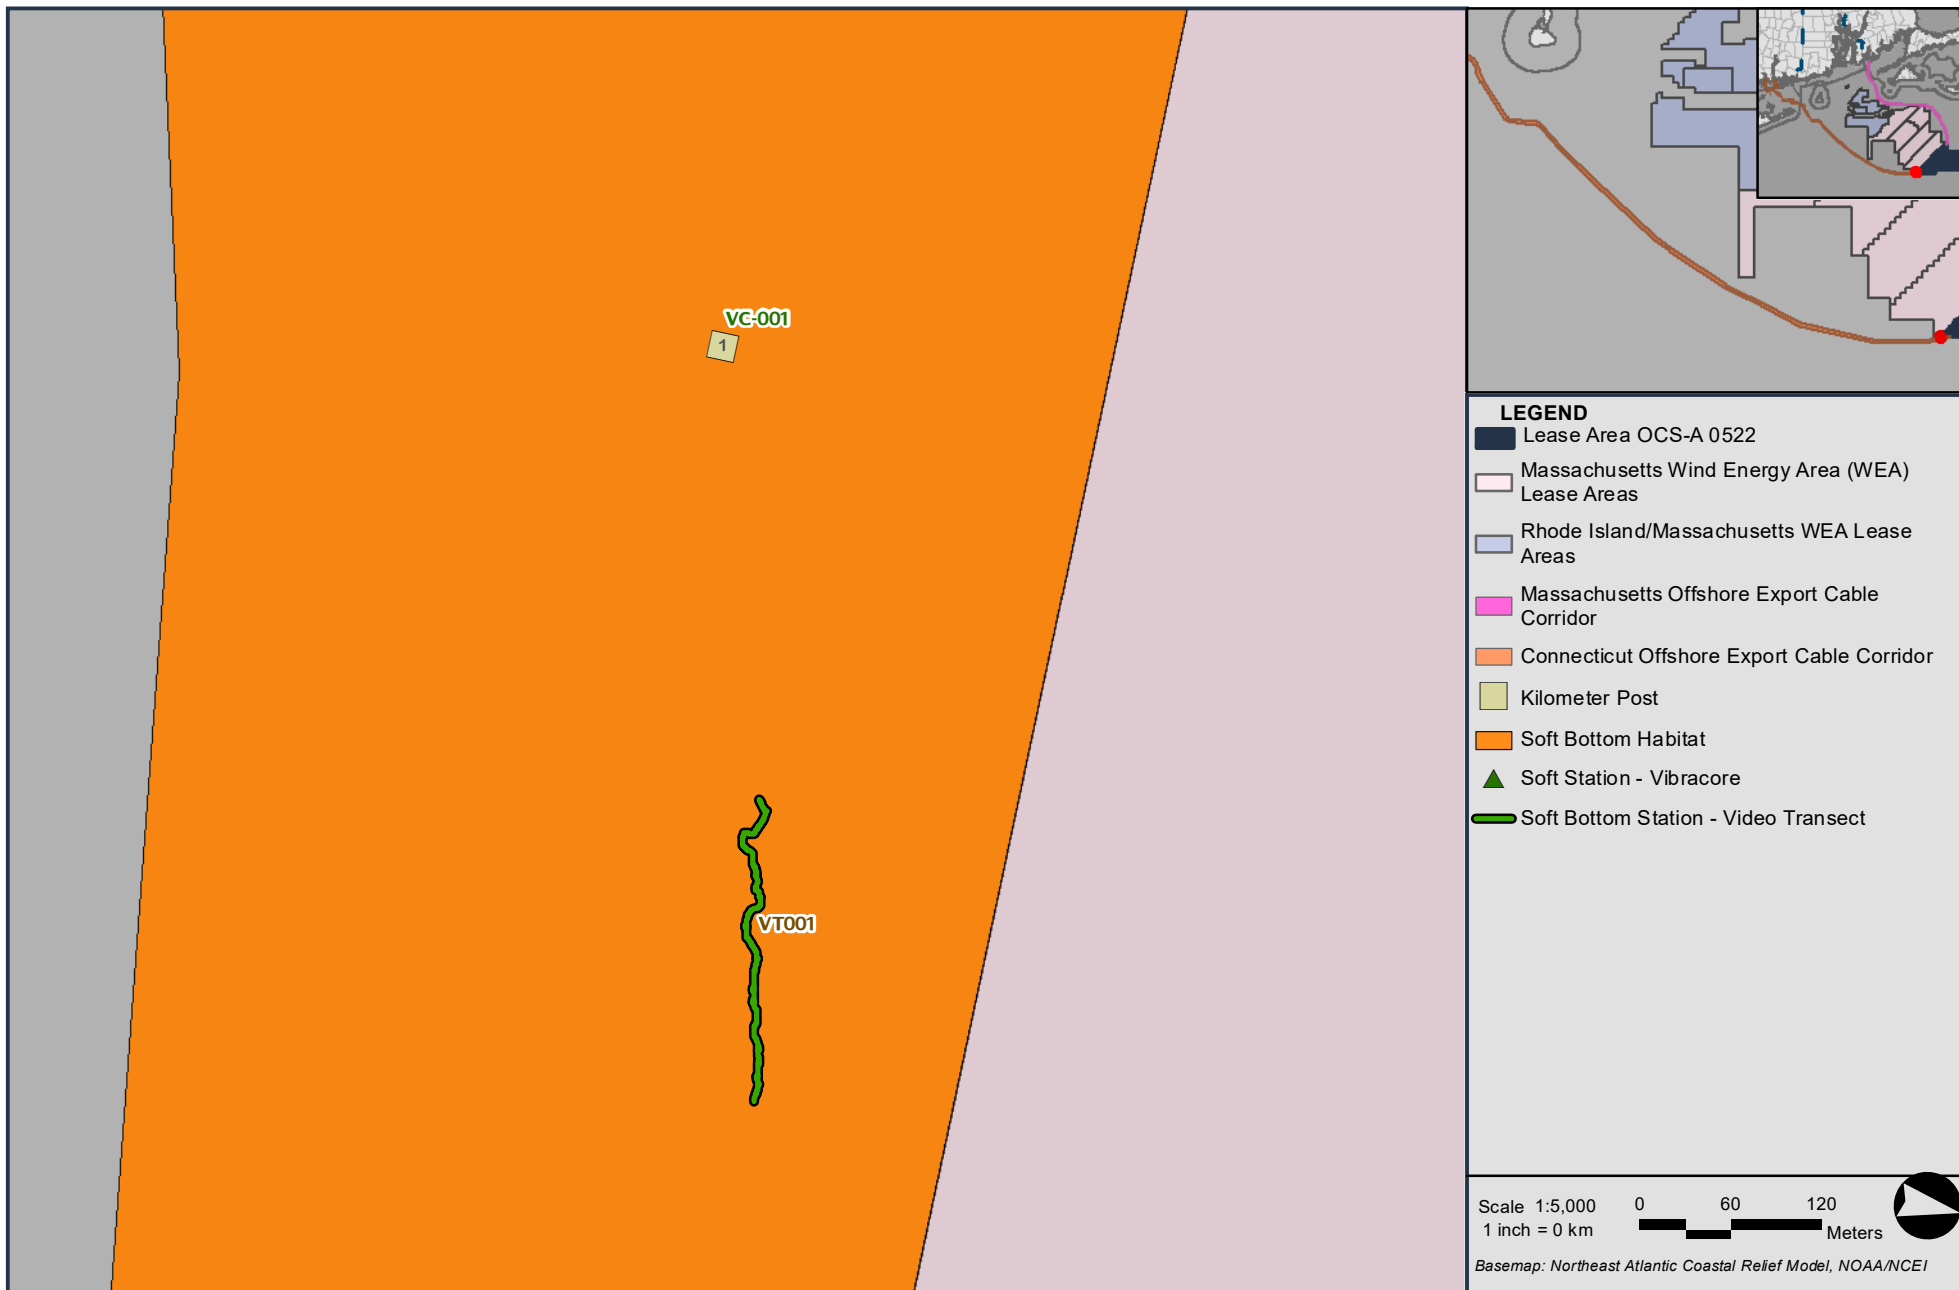 VC-001
1
VT001
LEGEND
Lease Area OCS-A 0522
Massachusetts Wind Energy Area (WEA)
Lease Areas
Rhode Island/Massachusetts WEA Lease
Areas
Massachusetts Offshore Export Cable
Corridor
Connecticut Offshore Export Cable Corridor
Kilometer Post
Soft Bottom Habitat
Soft Station - Vibracore
Soft Bottom Station - Video Transect
Scale 1:5,000
1 inch = 0 km
0 60 120
Meters
Basemap: Northeast Atlantic Coastal Relief Model, NOAA/NCEI